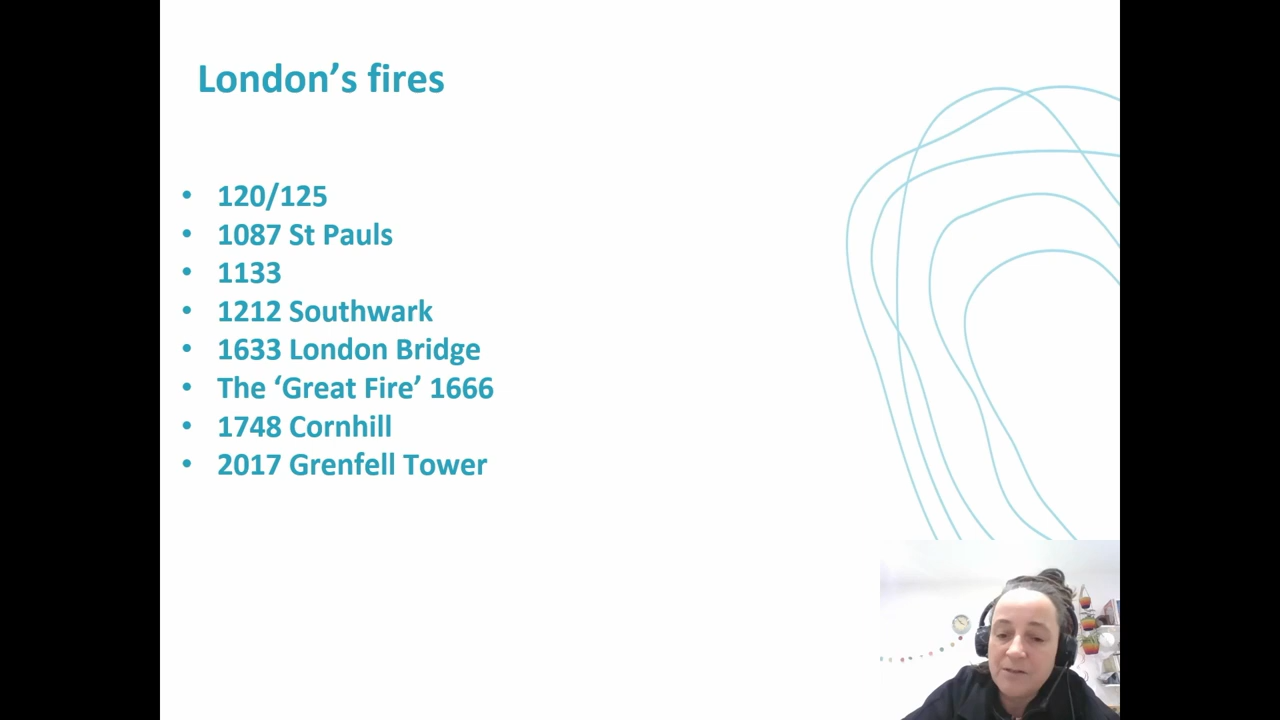 London’s fires
• 120/125
• 1087 St Pauls
• 1133
• 1212 Southwark
• 1633 London Bridge
• The ‘Great Fire’ 1666
• 1748 Cornhill
• 2017 Grenfell Tower